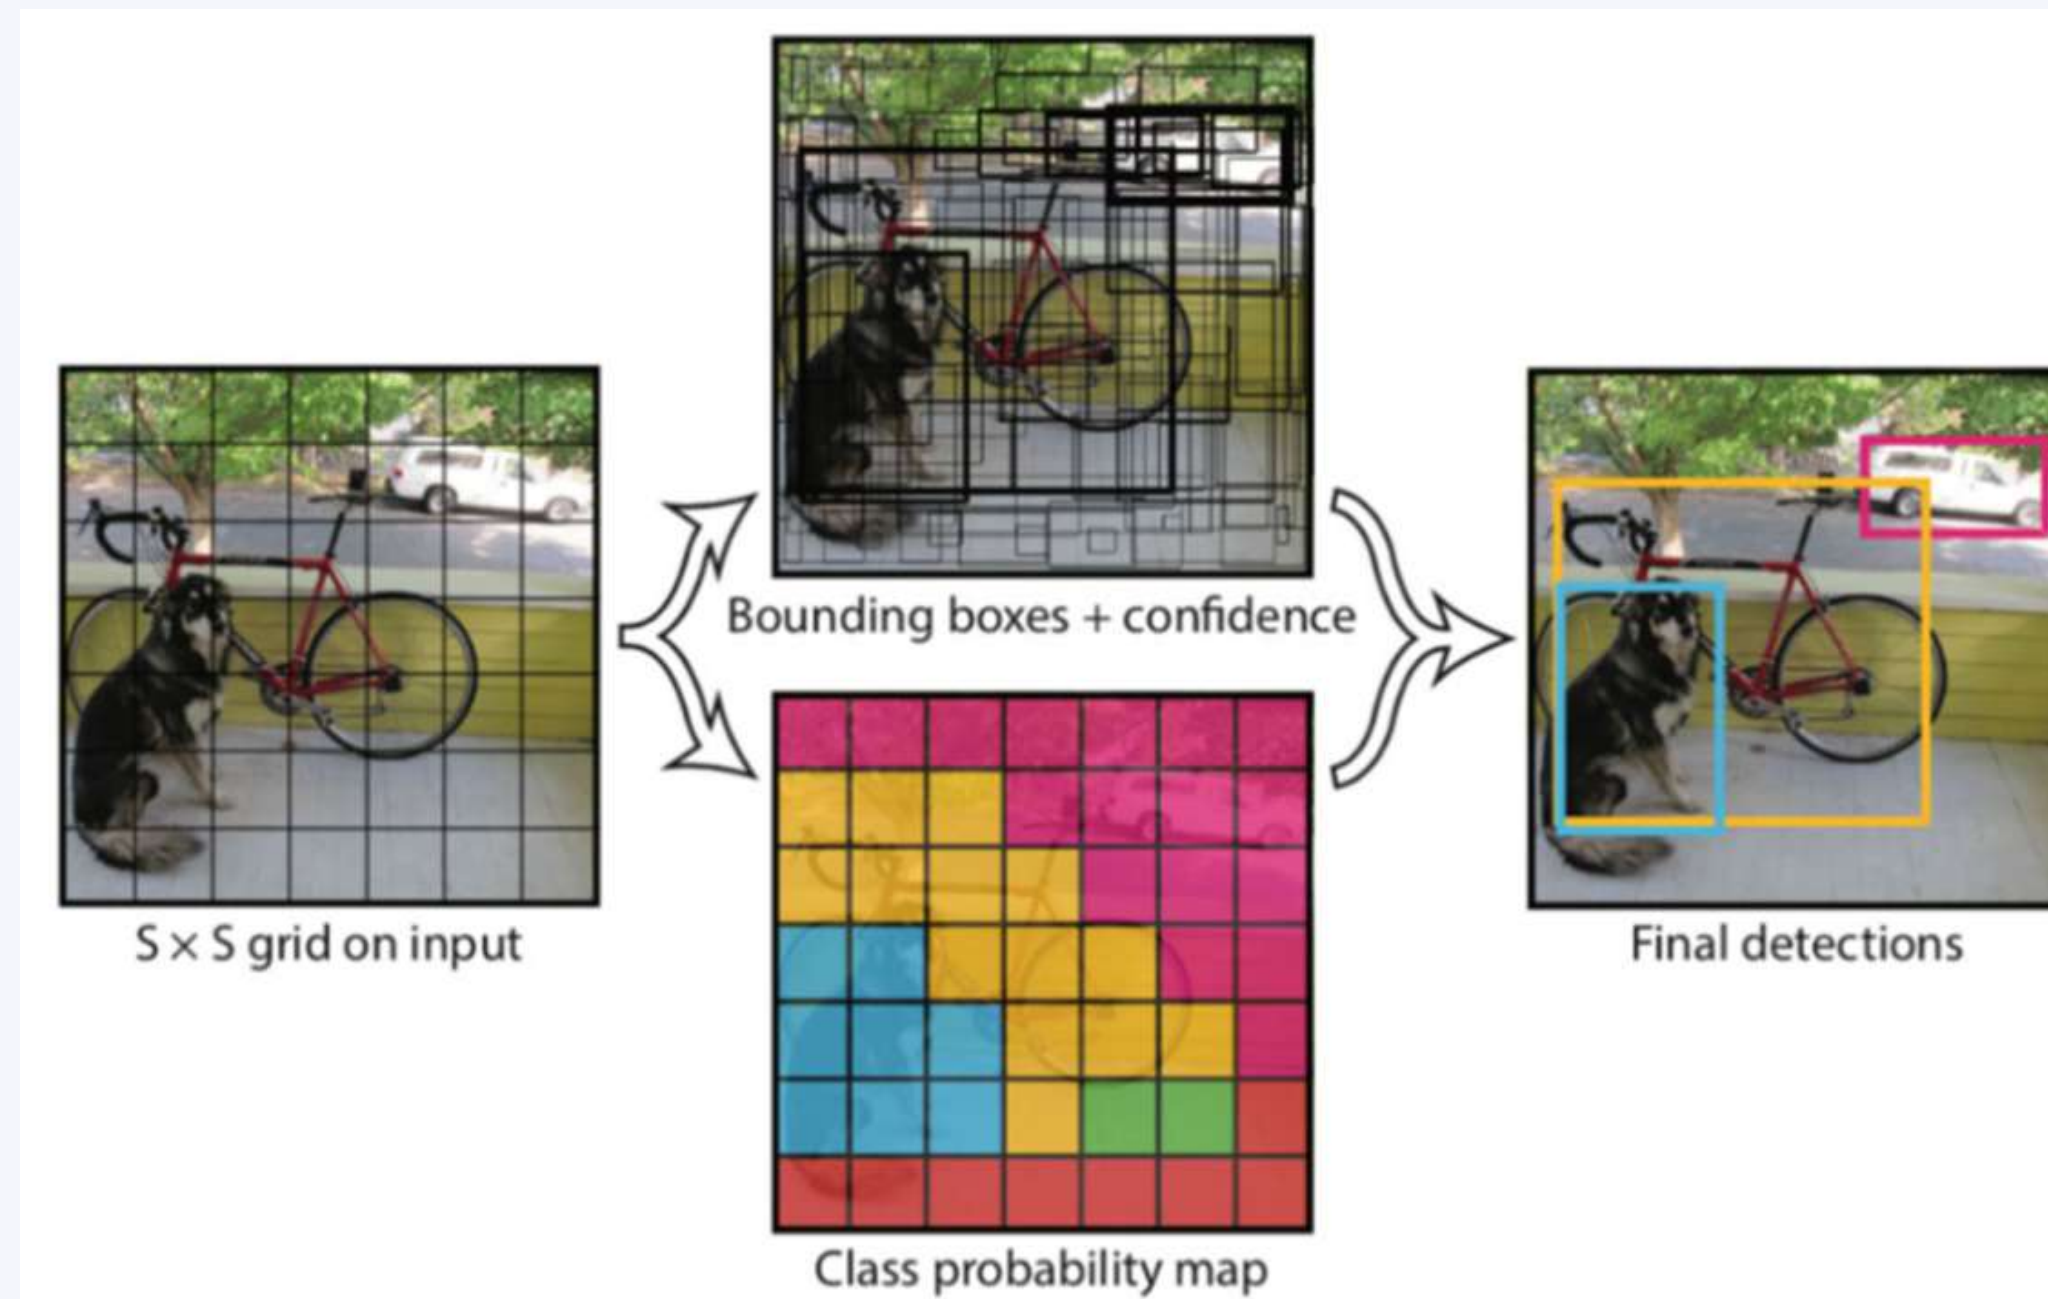 S × S grid on input
Bounding boxes + confidence
Class probability map
Final detections